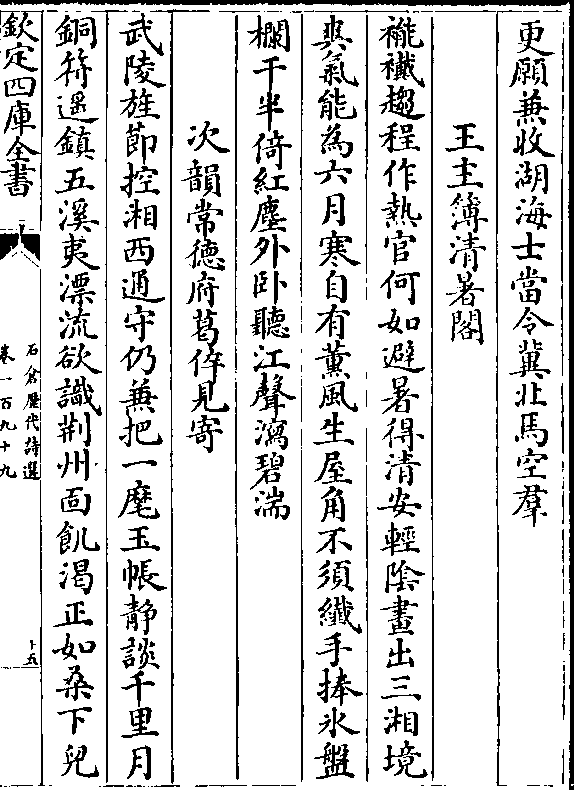 更願兼收湖海士當令冀北馬空羣
王主簿清暑閣
褦襶趨程作熱官何如避暑得清安輕陰畫出三湘境
爽氣能為六月寒自有薫風生屋角不須纎手捧氷盤
欄干半倚紅塵外卧聽江聲瀉碧湍
次韻常德府葛倅見寄
武陵旌節控湘西通守仍兼把一麾玉帳静談千里月
銅符遥鎮五溪夷漂流欲識荆州面飢渴正如桑下兒
欽定四庫全書
石倉歷代詩選
卷一百九十九
十五